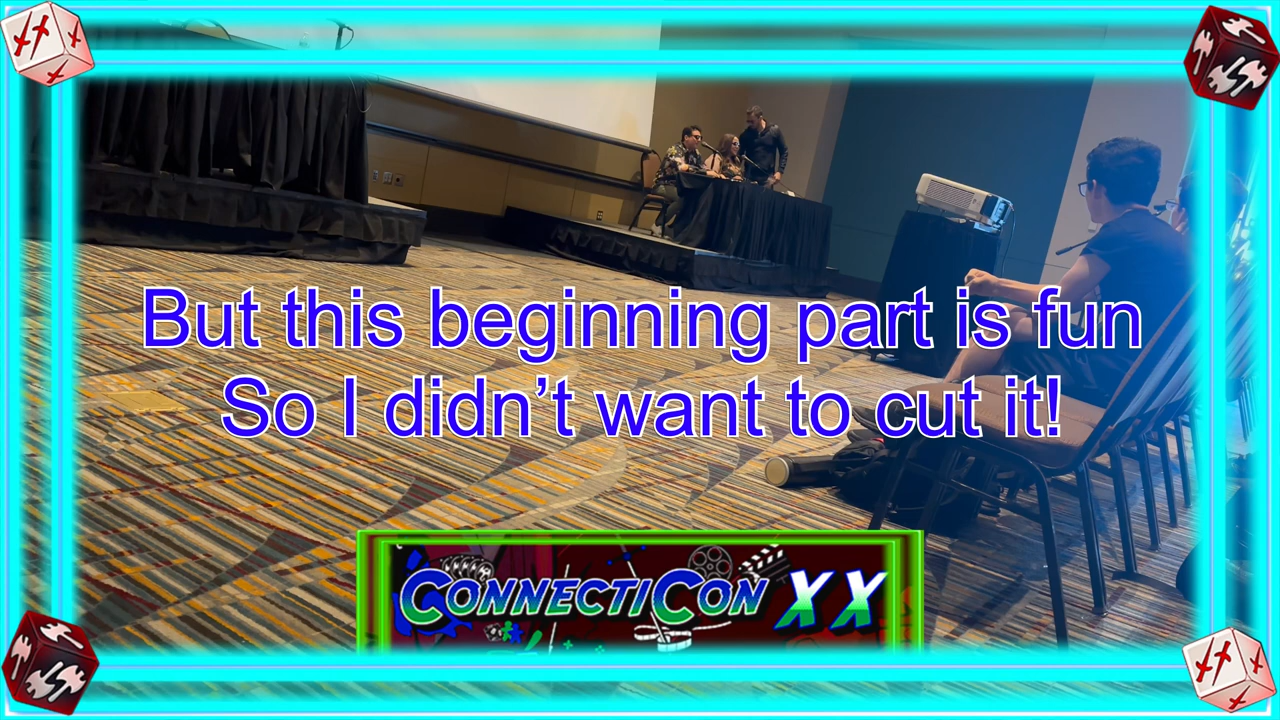 But this beginning part is fun
So I didn’t want to cut it!
CONNECTICON XX